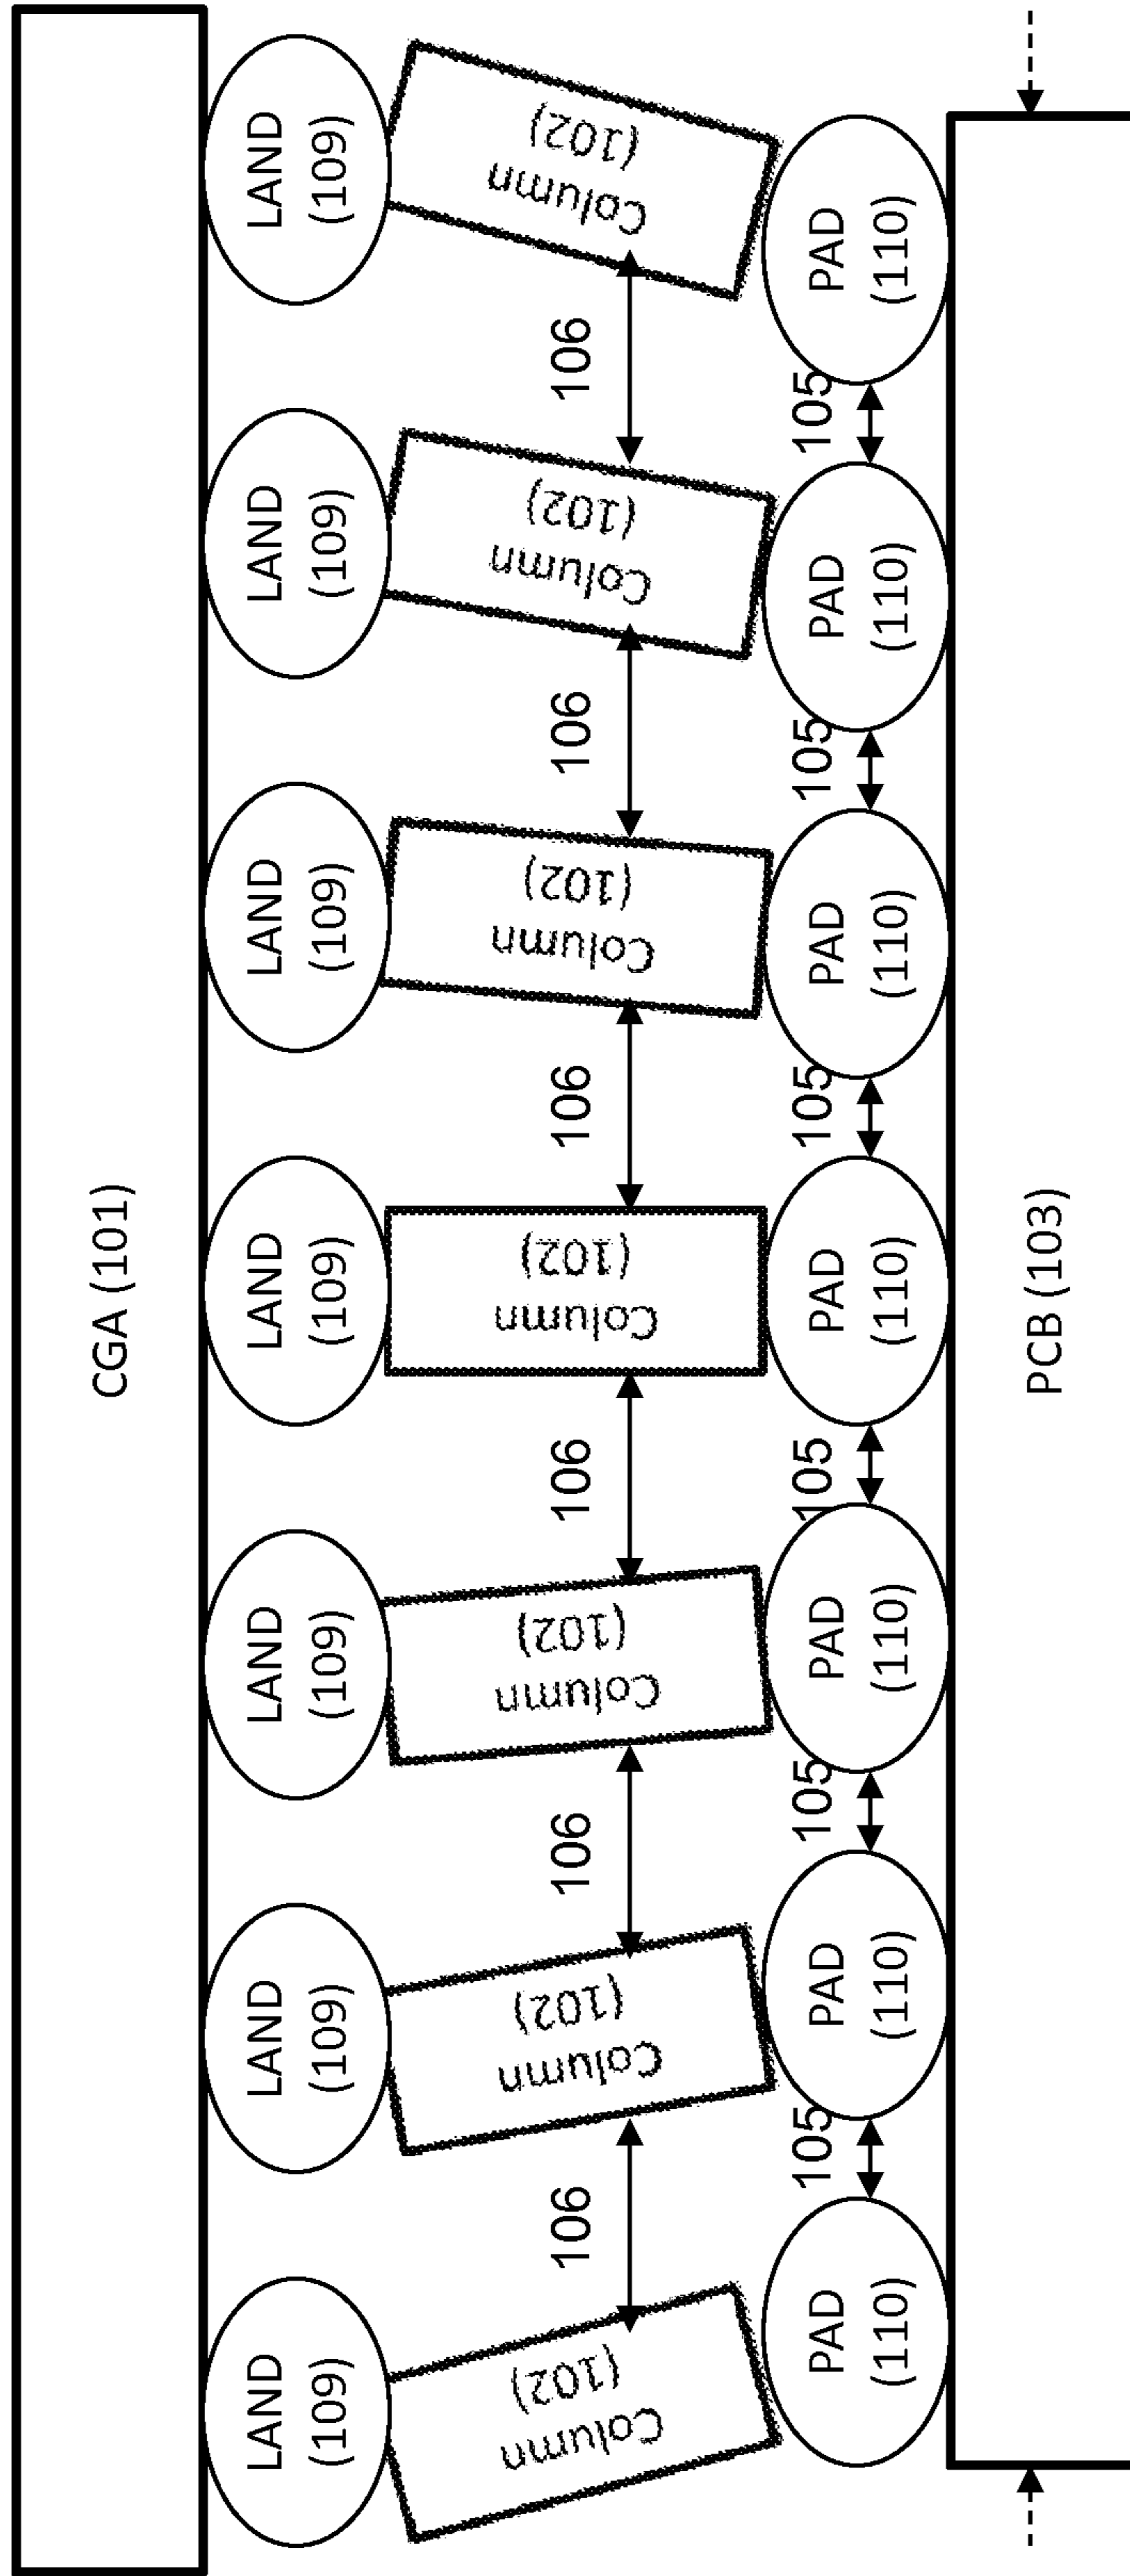 CGA (101)
LAND
(109)
LAND
(109)
LAND
(109)
LAND
(109)
LAND
(109)
LAND
(109)
LAND
(109)
Column
(102)
106
Column
(102)
106
Column
(102)
106
Column
(102)
106
Column
(102)
106
Column
(102)
106
Column
(102)
PAD
(110)
105
PAD
(110)
105
PAD
(110)
105
PAD
(110)
105
PAD
(110)
105
PAD
(110)
105
PAD
(110)
PCB (103)